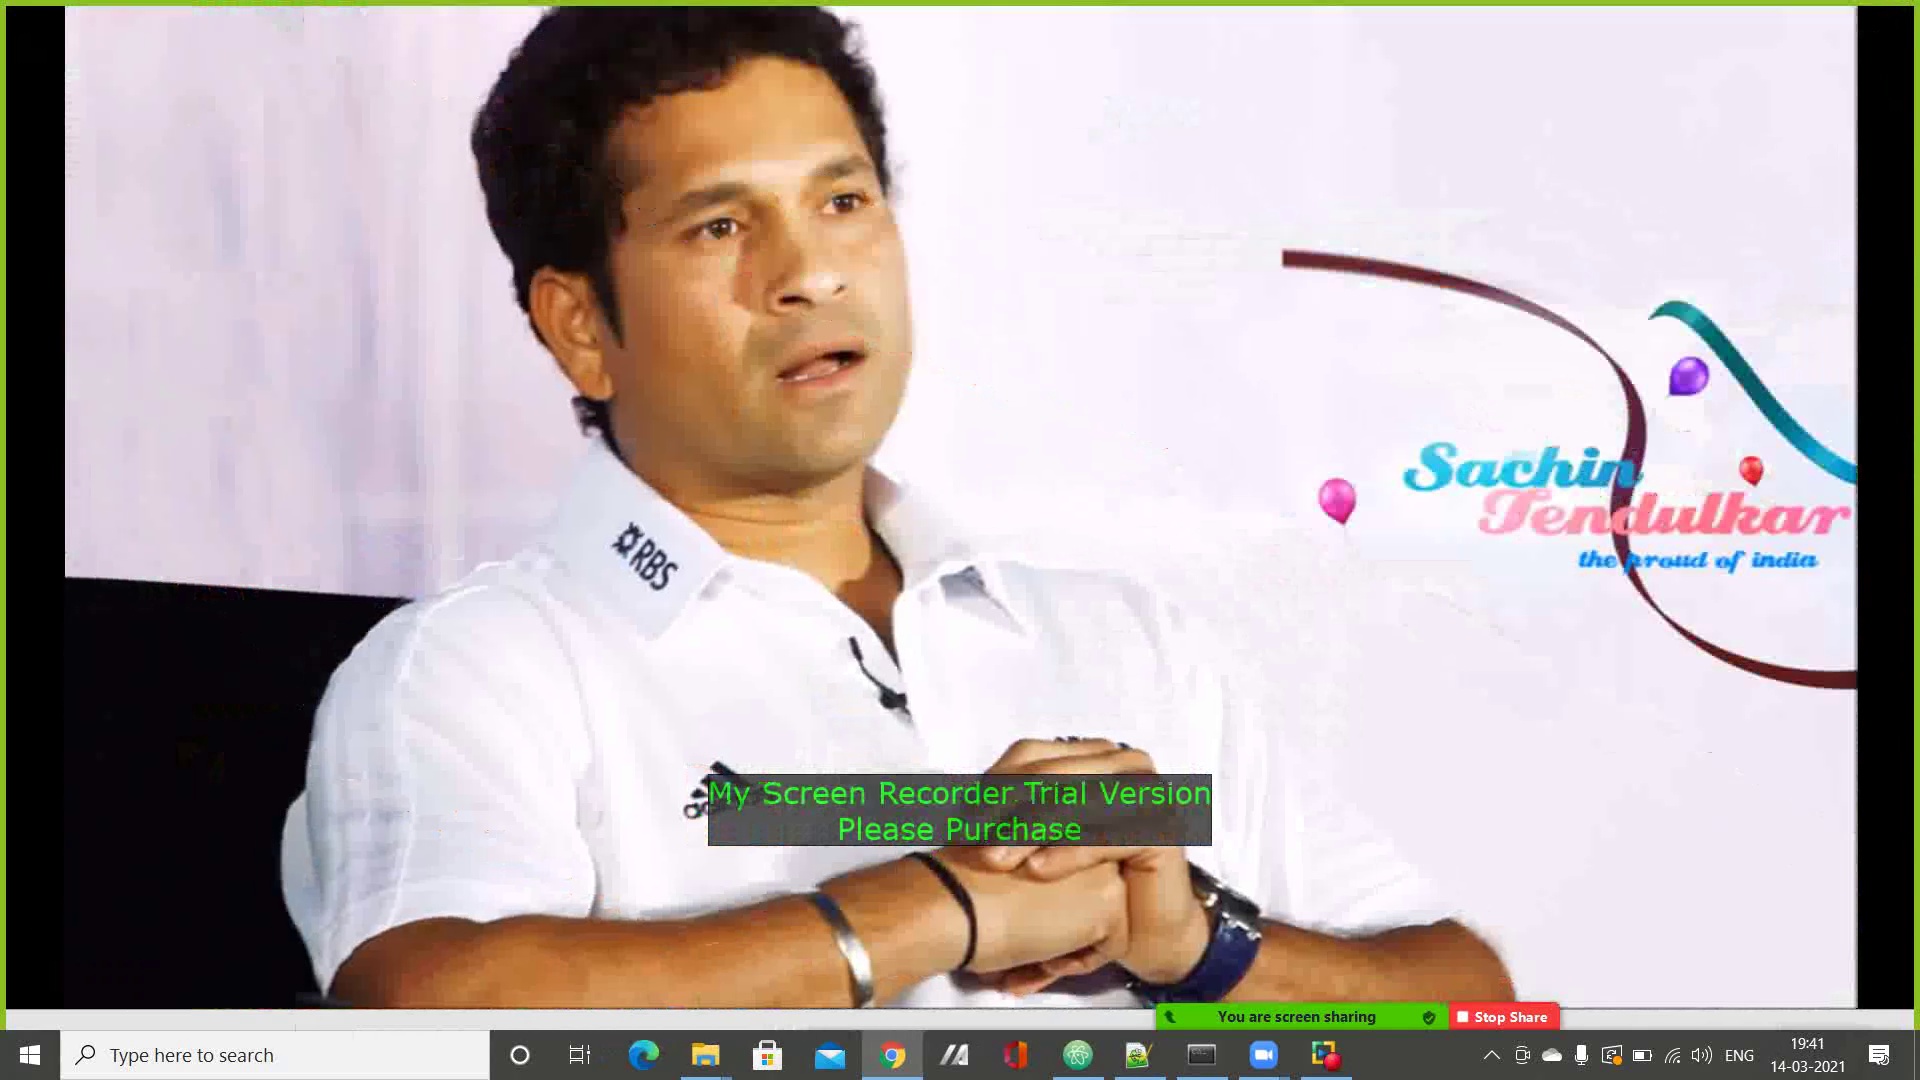 Sachin
Tendulkar
the proud of india
RBS
My Screen Recorder Trial Version
Please Purchase
You are screen sharing
Stop Share
Type here to search
ENG
19:41
14-03-2021